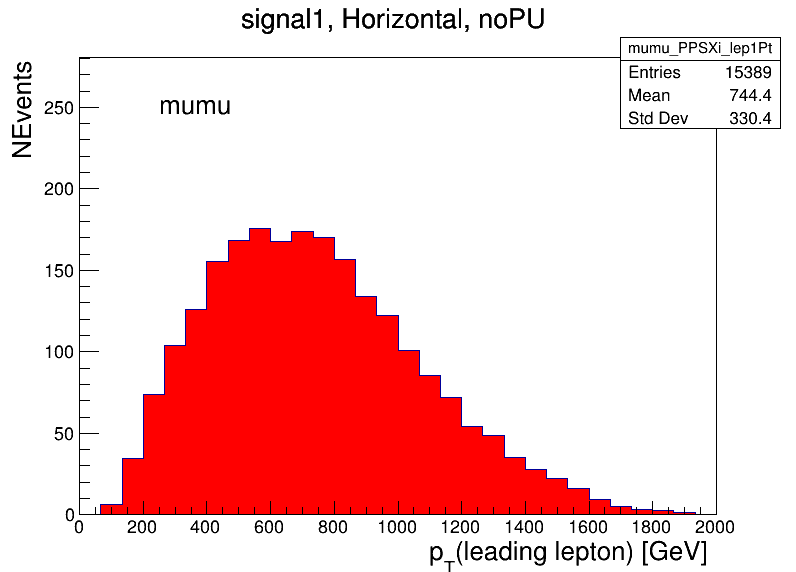 signal1, Horizontal, noPU
mumu_PPSXi_lep1Pt
Entries 15389
Mean 744.4
Std Dev 330.4
NEvents
mumu
250
200
150
100
50
0
0 200 400 600 800 1000 1200 1400 1600 1800 2000
p_T(leading lepton) [GeV]